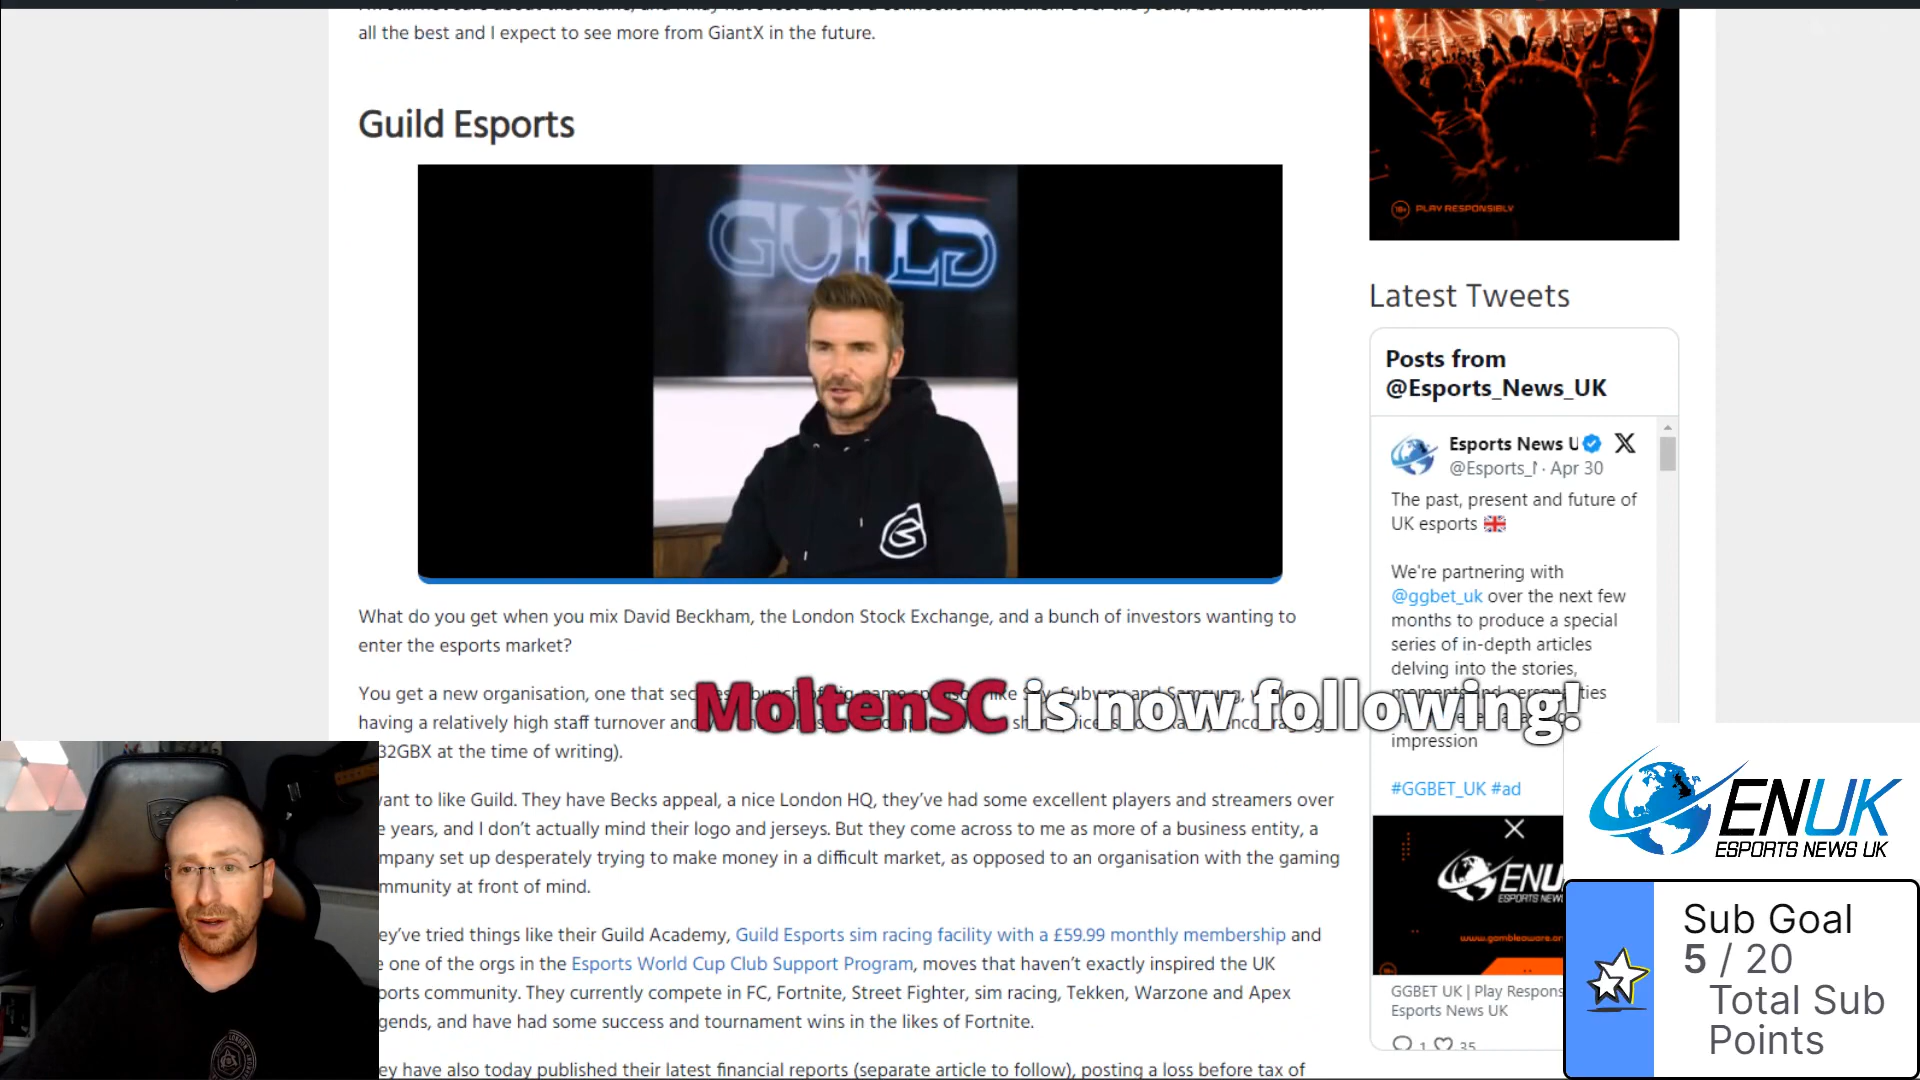 all the best and I expect to see more from GiantX in the future.
Guild Esports
GUILD
What do you get when you mix David Beckham, the London Stock Exchange, and a bunch of investors wanting to
enter the esports market?
You get a new organisation, one that
having a relatively high staff turnover and
32GBX at the time of writing).
MoltenSC is now following!
want to like Guild. They have Becks appeal, a nice London HQ, they've had some excellent players and streamers over
years, and I don't actually mind their logo and jerseys. But they come across to me as more of a business entity, a
mpany set up desperately trying to make money in a difficult market, as opposed to an organisation with the gaming
mmunity at front of mind.
ey've tried things like their Guild Academy, Guild Esports sim racing facility with a £59.99 monthly membership and
one of the orgs in the Esports World Cup Club Support Program, moves that haven't exactly inspired the UK
ports community. They currently compete in FC, Fortnite, Street Fighter, sim racing, Tekken, Warzone and Apex
gends, and have had some success and tournament wins in the likes of Fortnite.
ey have also today published their latest financial reports (separate article to follow), posting a loss before tax of
18+ PLAY RESPONSIBLY
Latest Tweets
Posts from
@Esports_News_UK
Esports News U
@Esports_N · Apr 30
The past, present and future of
UK esports
We're partnering with
@ggbet_uk over the next few
months to produce a special
series of in-depth articles
delving into the stories,
moments and personalities
impression
#GGBET_UK #ad
ENU
ESPORTS NEWS
www.gambleaware.or
GGBET UK | Play Respons
Esports News UK
1 35
ENUK
ESPORTS NEWS UK
Sub Goal
5 / 20
Total Sub
Points